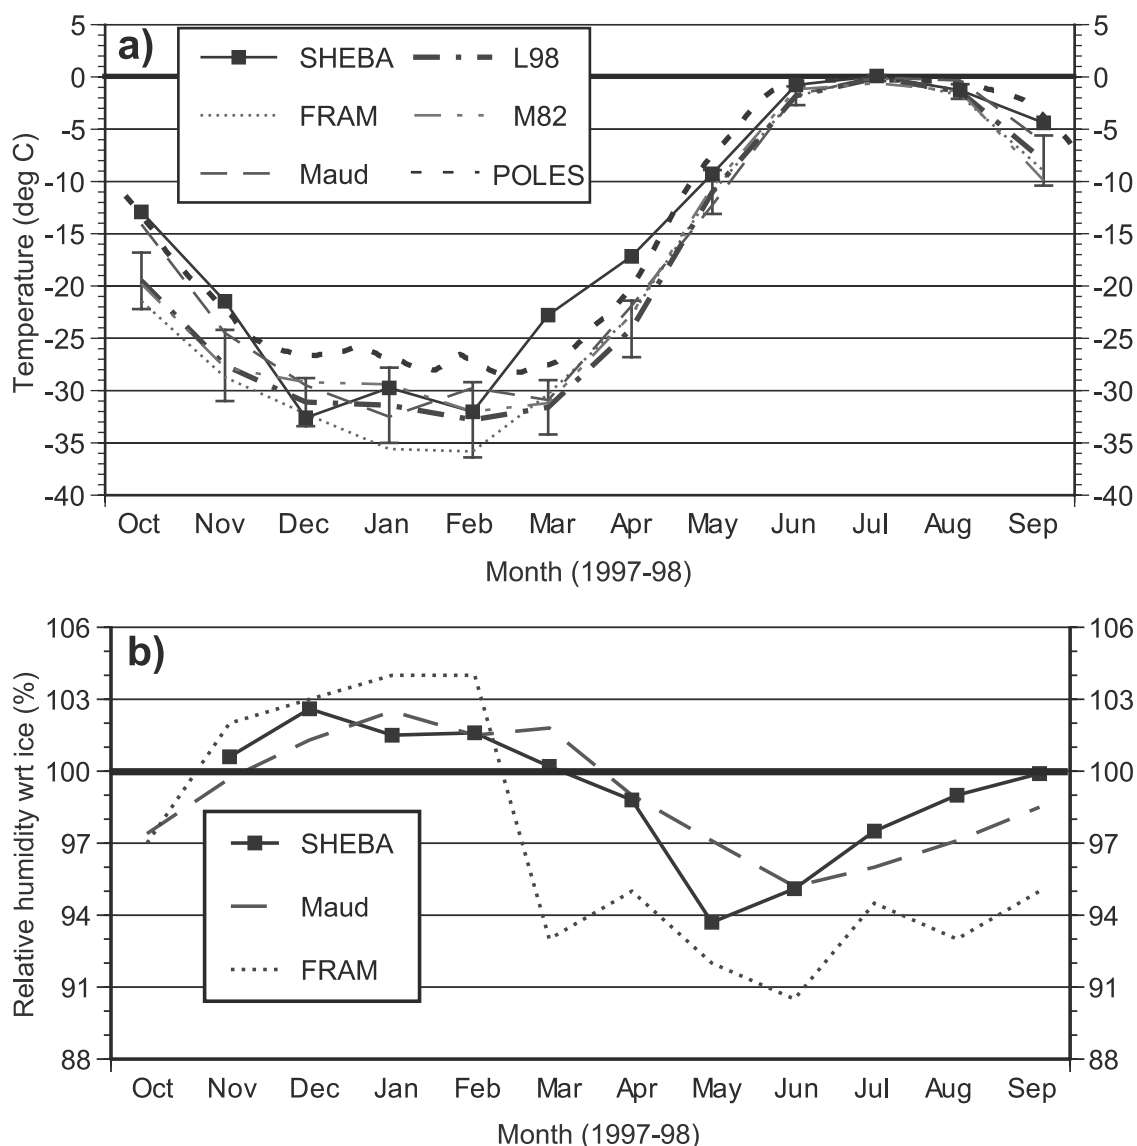 a)
SHEBA L98
FRAM M82
Maud POLES
5 5
0 0
-5 -5
-10 -10
-15 -15
-20 -20
-25 -25
-30 -30
-35 -35
-40 -40
Temperature (deg C)
Oct Nov Dec Jan Feb Mar Apr May Jun Jul Aug Sep
Month (1997-98)
b)
106 106
103 103
100 100
97 97
94 94
91 91
88 88
Relative humidity wrt ice (%)
SHEBA
Maud
FRAM
Oct Nov Dec Jan Feb Mar Apr May Jun Jul Aug Sep
Month (1997-98)